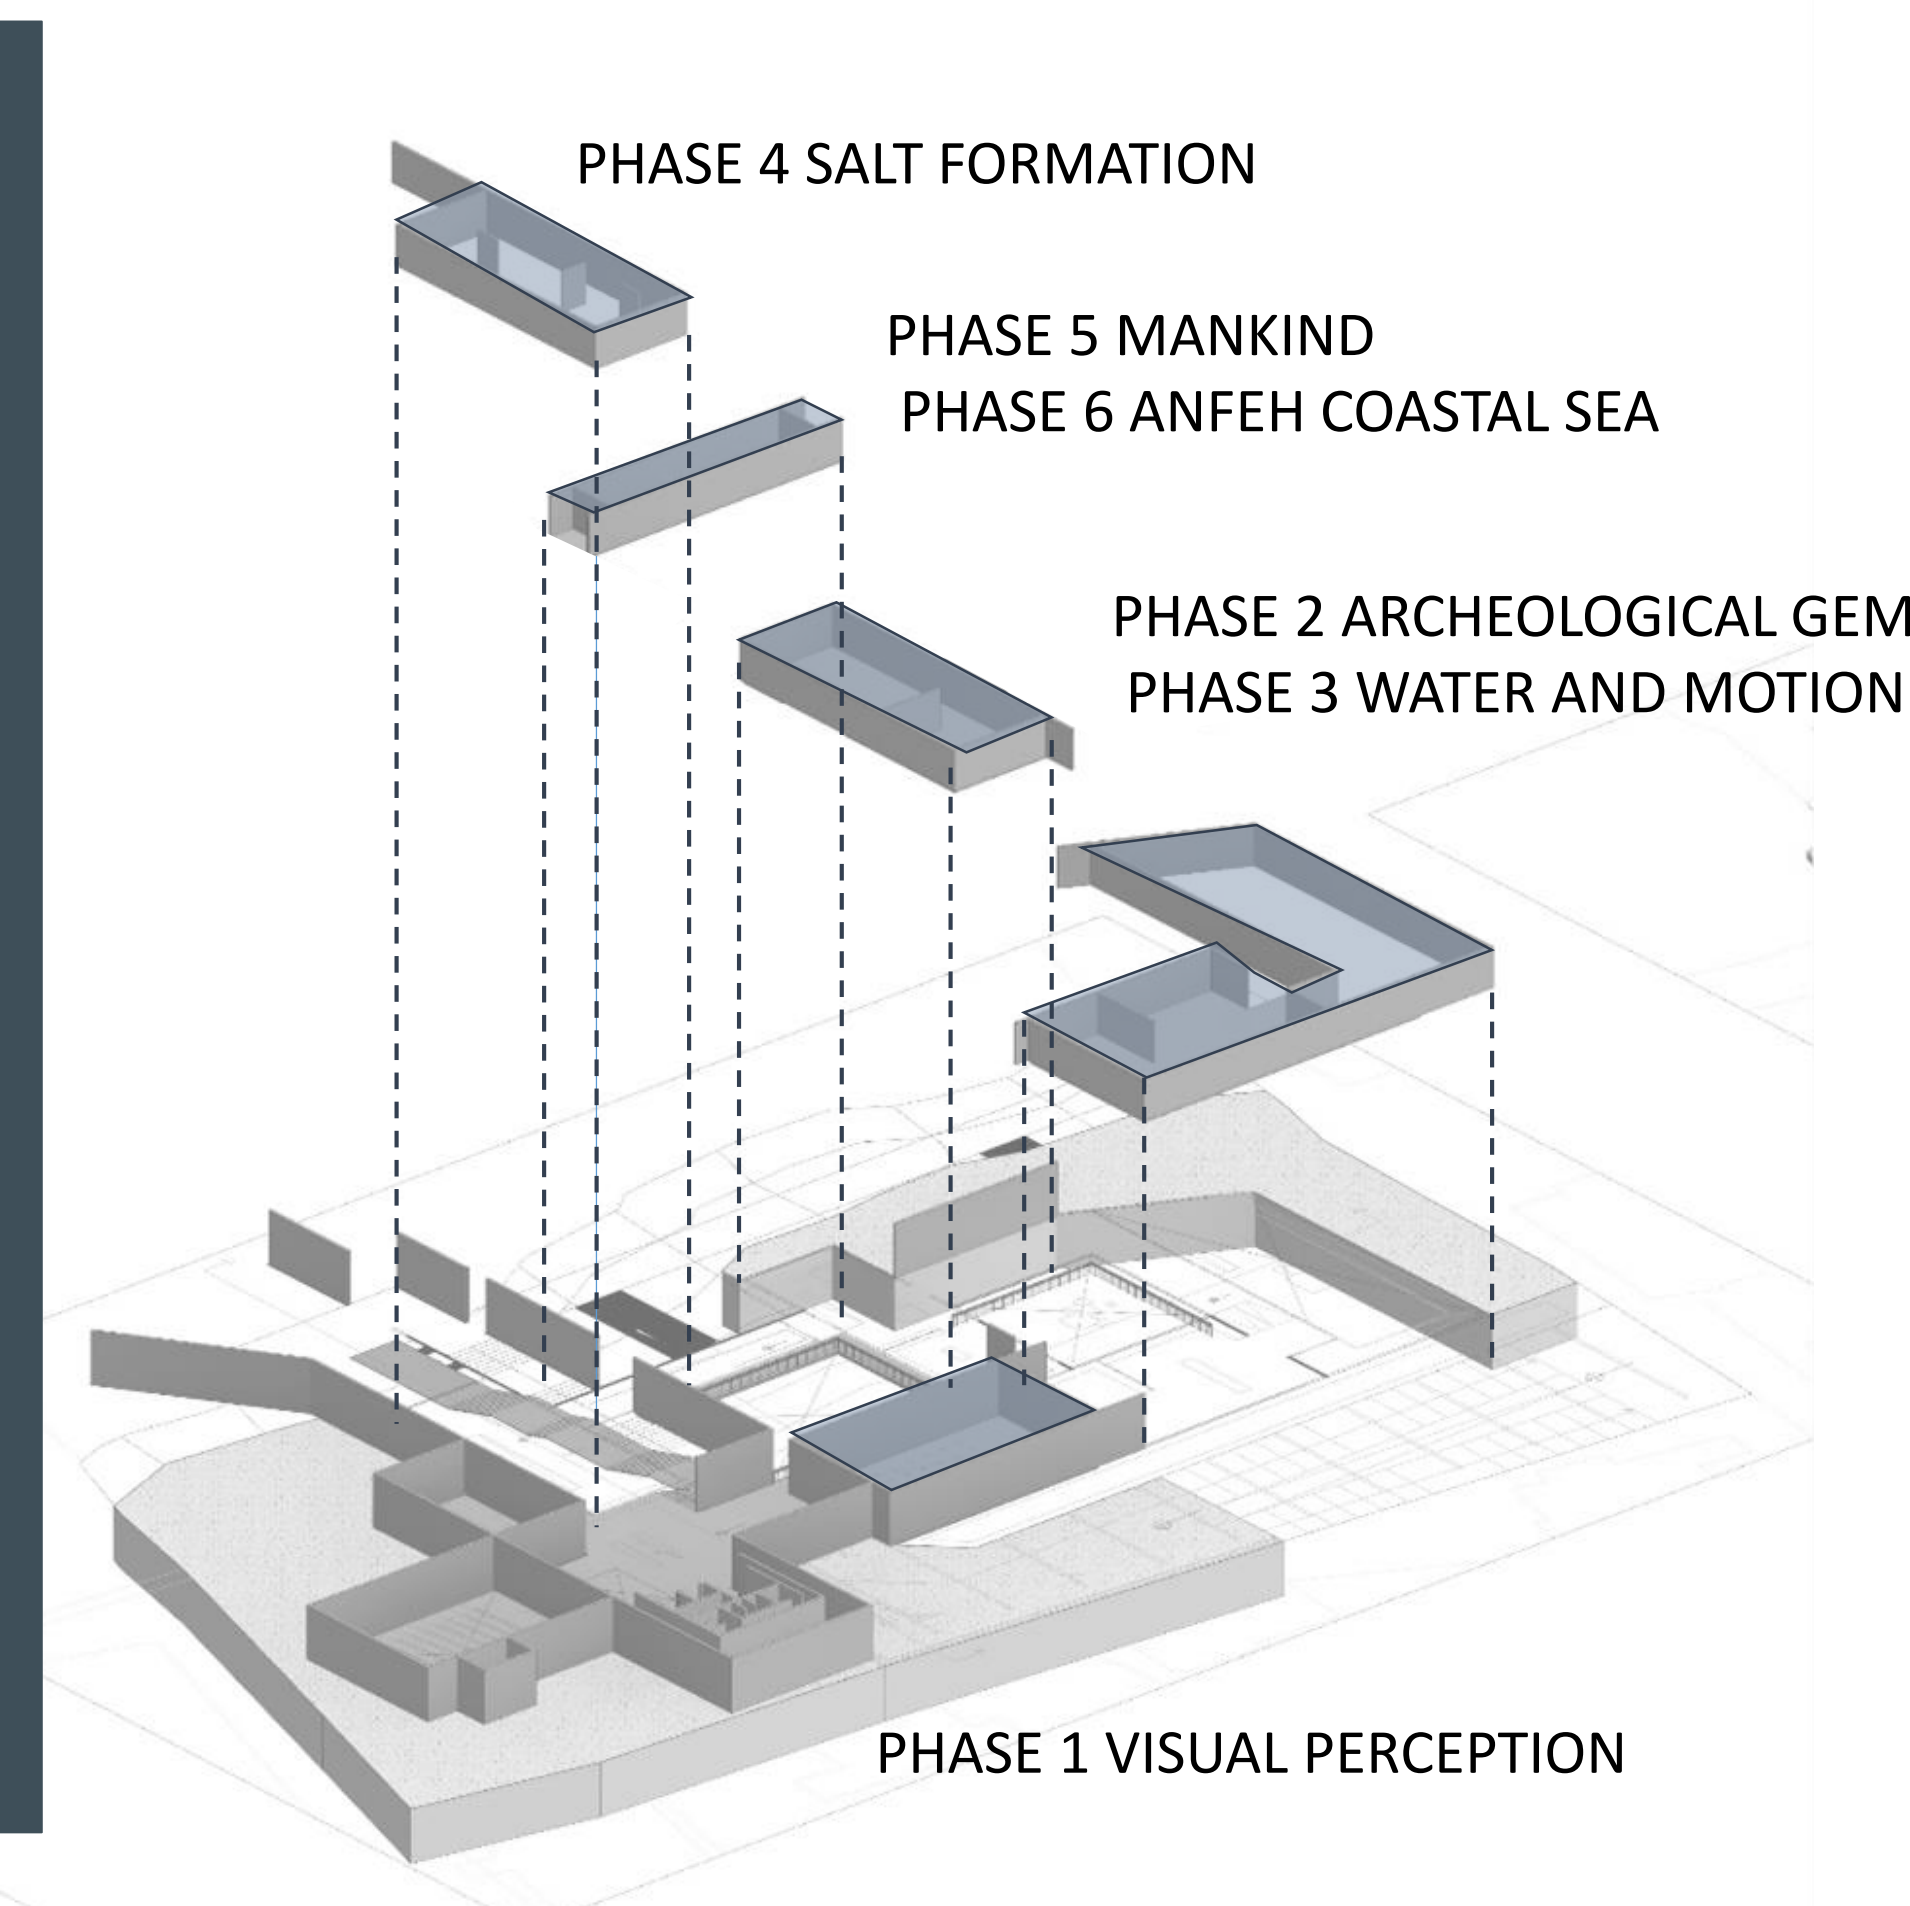 PHASE 4 SALT FORMATION
PHASE 5 MANKIND
PHASE 6 ANFEH COASTAL SEA
PHASE 2 ARCHEOLOGICAL GEM
PHASE 3 WATER AND MOTION
PHASE 1 VISUAL PERCEPTION